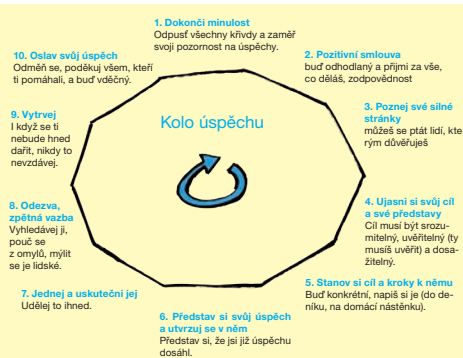 1. Dokonči minulost
Odpusť všechny křivdy a zaměř
svoji pozornost na úspěchy.
2. Pozitivní smlouva
buď odhodlaný a přijmi za vše,
co děláš, zodpovědnost
3. Poznej své silné
stránky
můžeš se ptát lidí, kte
rým důvěřuješ
4. Ujasni si svůj cíl
a své představy
Cíl musí být srozu-
mitelný, uvěřitelný (ty
musíš uvěřit) a dosa-
žitelný.
5. Stanov si cíl a kroky k němu
Buď konkrétní, napiš si je (do de-
níku, na domácí nástěnku).
6. Představ si svůj úspěch
a utvrzuj se v něm
Představ si, že jsi již úspěchu
dosáhl.
7. Jednej a uskuteční jej
Udělej to ihned.
8. Odezva,
zpětná vazba
Vyhledávej ji,
pouč se
z omylů, mýlit
se je lidské.
9. Vytrvej
I když se ti
nebude hned
dařit, nikdy to
nevzdávej.
10. Oslav svůj úspěch
Odměň se, poděkuj všem, kteří
ti pomáhali, a buď vděčný.
Kolo úspěchu